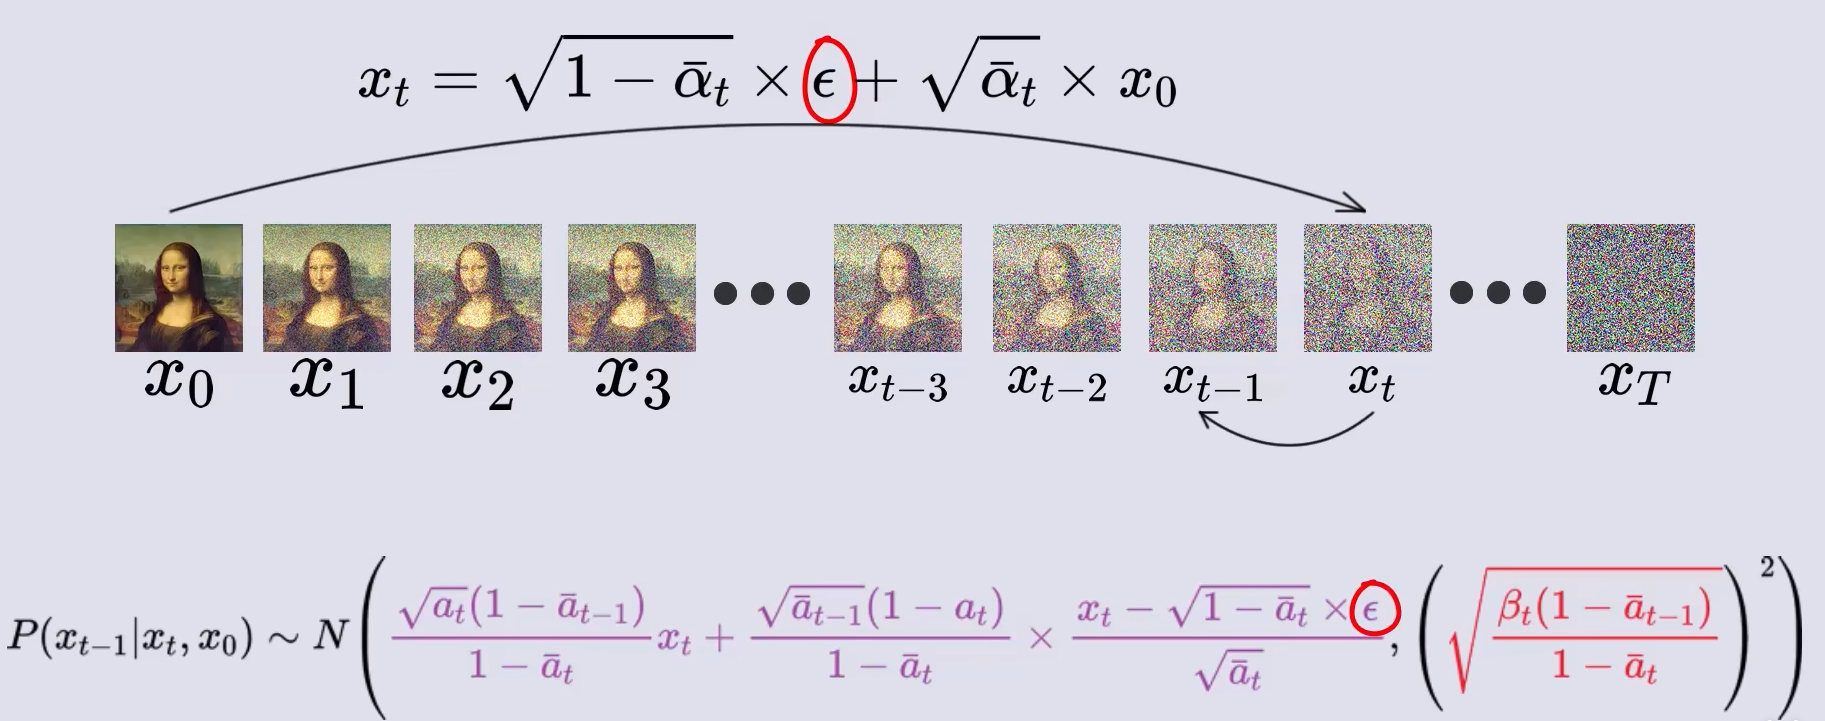 x_t = √(1 − ᾱ_t) × ϵ + √(ᾱ_t) × x_0
x_0 x_1 x_2 x_3 ●●● x_{t−3} x_{t−2} x_{t−1} x_t ●●● x_T
P(x_{t−1}|x_t, x_0) ∼ N( (√(a_t)(1 − ā_{t−1}))/(1 − ā_t) x_t + (√(ā_{t−1})(1 − a_t))/(1 − ā_t) × (x_t − √(1 − ā_t) × ϵ)/√(ā_t) , (√((β_t(1 − ā_{t−1}))/(1 − ā_t)))^2 )